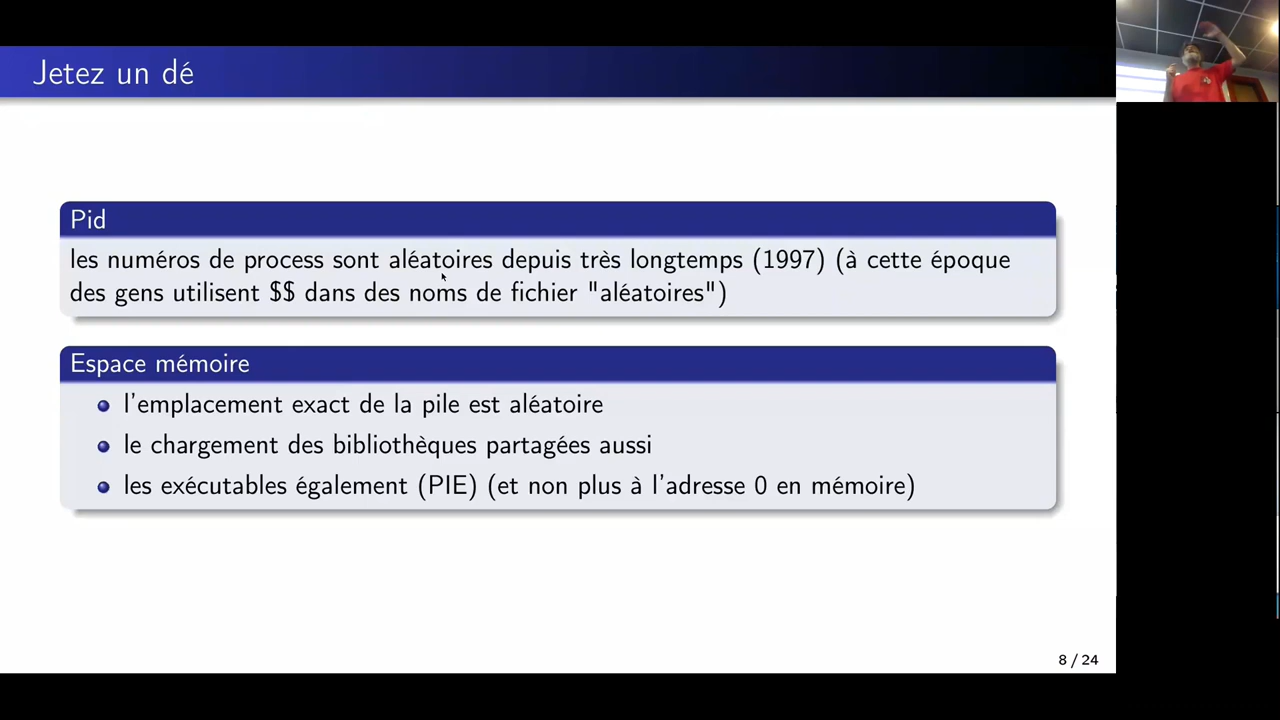 Jetez un dé
Pid
les numéros de process sont aléatoires depuis très longtemps (1997) (à cette époque
des gens utilisent $$ dans des noms de fichier "aléatoires")
Espace mémoire
l'emplacement exact de la pile est aléatoire
le chargement des bibliothèques partagées aussi
les exécutables également (PIE) (et non plus à l'adresse 0 en mémoire)
8 / 24